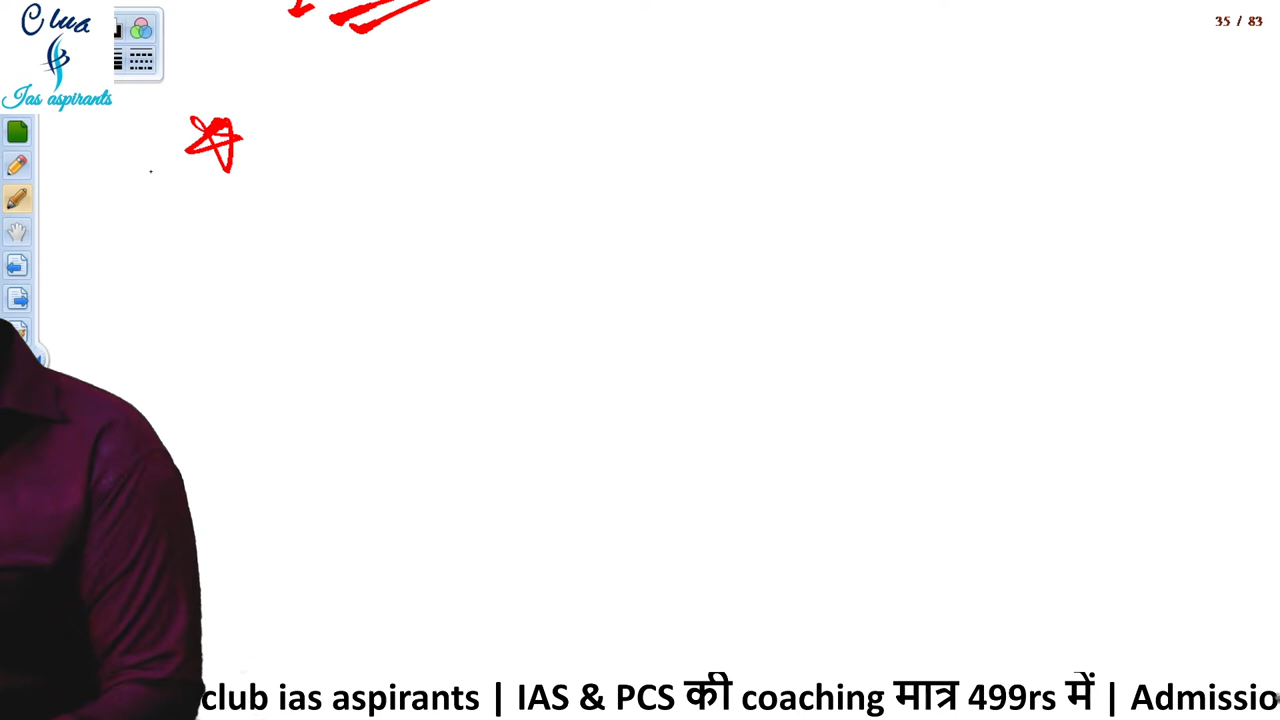 Club
35 / 83
Ias aspirants
club ias aspirants | IAS & PCS की coaching मात्र 499rs में | Admissio